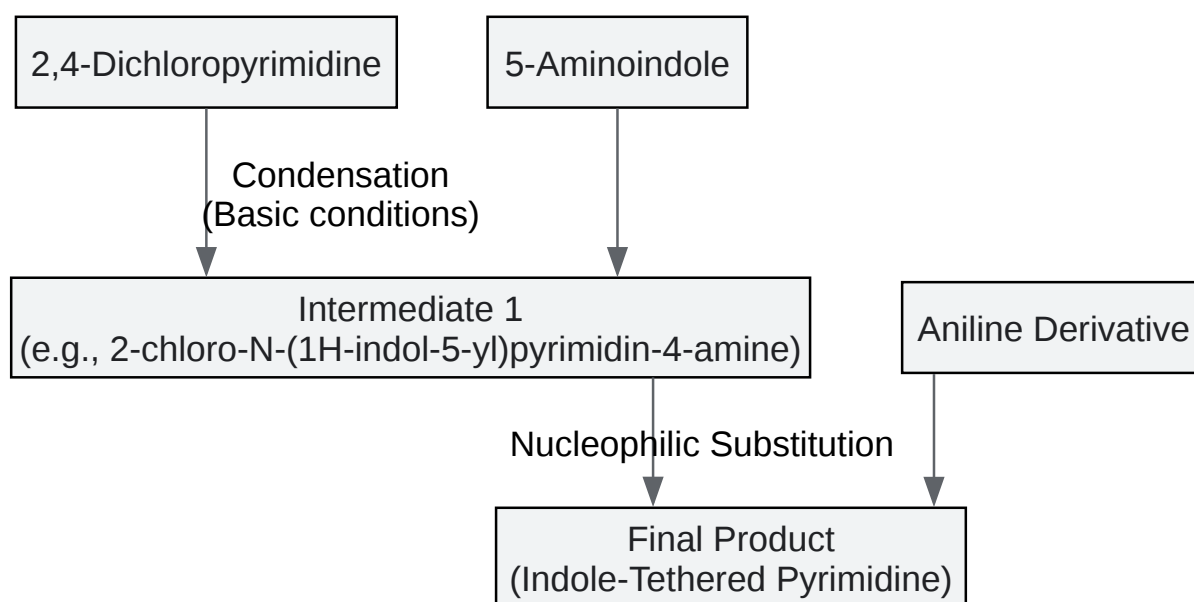 2,4-Dichloropyrimidine
5-Aminoindole
Condensation
(Basic conditions)
Intermediate 1
(e.g., 2-chloro-N-(1H-indol-5-yl)pyrimidin-4-amine)
Aniline Derivative
Nucleophilic Substitution
Final Product
(Indole-Tethered Pyrimidine)